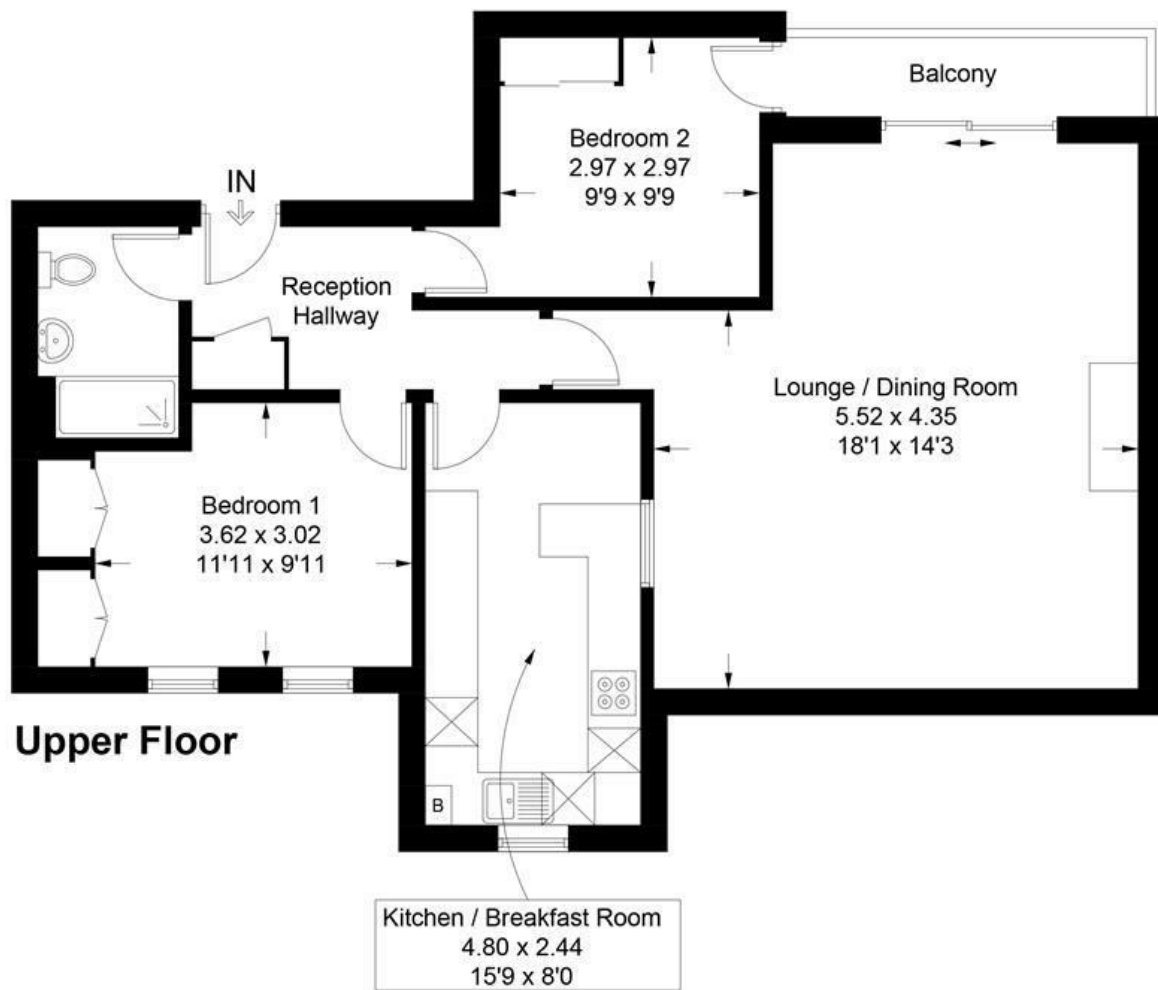 Balcony
Bedroom 2
2.97 x 2.97
9'9 x 9'9
IN
Reception
Hallway
Lounge / Dining Room
5.52 x 4.35
18'1 x 14'3
Bedroom 1
3.62 x 3.02
11'11 x 9'11
Upper Floor
B
Kitchen / Breakfast Room
4.80 x 2.44
15'9 x 8'0